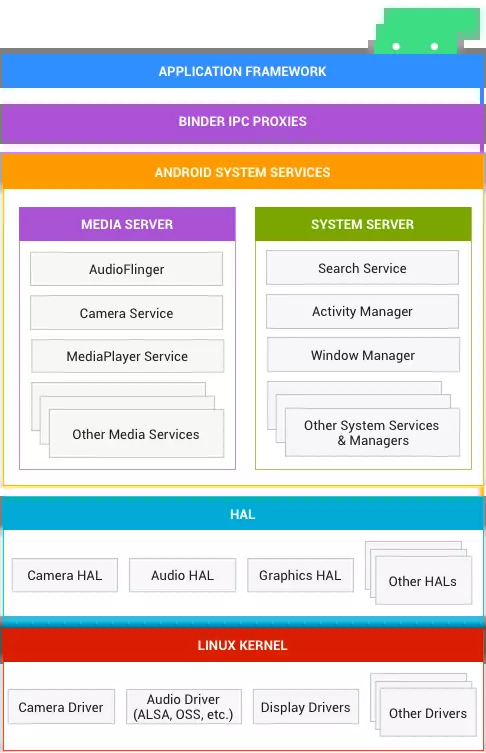 APPLICATION FRAMEWORK
BINDER IPC PROXIES
ANDROID SYSTEM SERVICES
MEDIA SERVER
AudioFlinger
Camera Service
MediaPlayer Service
Other Media Services
SYSTEM SERVER
Search Service
Activity Manager
Window Manager
Other System Services
& Managers
HAL
Camera HAL
Audio HAL
Graphics HAL
Other HALs
LINUX KERNEL
Camera Driver
Audio Driver
(ALSA, OSS, etc.)
Display Drivers
Other Drivers